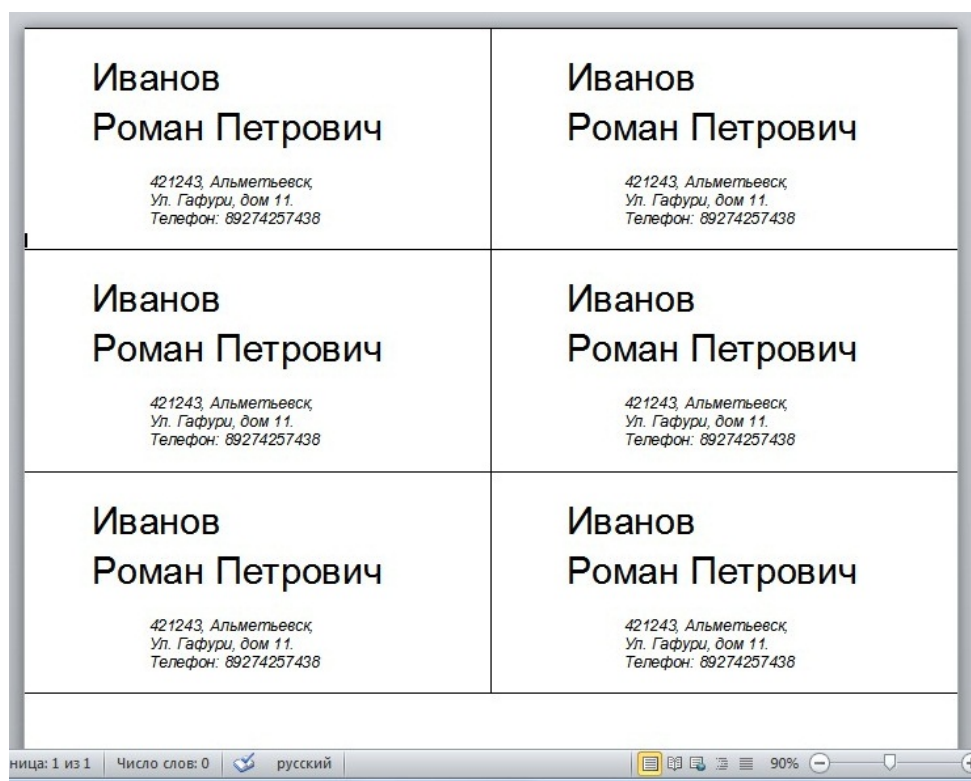 Иванов
Роман Петрович
421243, Альметьевск,
Ул. Гафури, дом 11.
Телефон: 89274257438
Иванов
Роман Петрович
421243, Альметьевск,
Ул. Гафури, дом 11.
Телефон: 89274257438
Иванов
Роман Петрович
421243, Альметьевск,
Ул. Гафури, дом 11.
Телефон: 89274257438
Иванов
Роман Петрович
421243, Альметьевск,
Ул. Гафури, дом 11.
Телефон: 89274257438
Иванов
Роман Петрович
421243, Альметьевск,
Ул. Гафури, дом 11.
Телефон: 89274257438
Иванов
Роман Петрович
421243, Альметьевск,
Ул. Гафури, дом 11.
Телефон: 89274257438
ница: 1 из 1 Число слов: 0 русский 90%